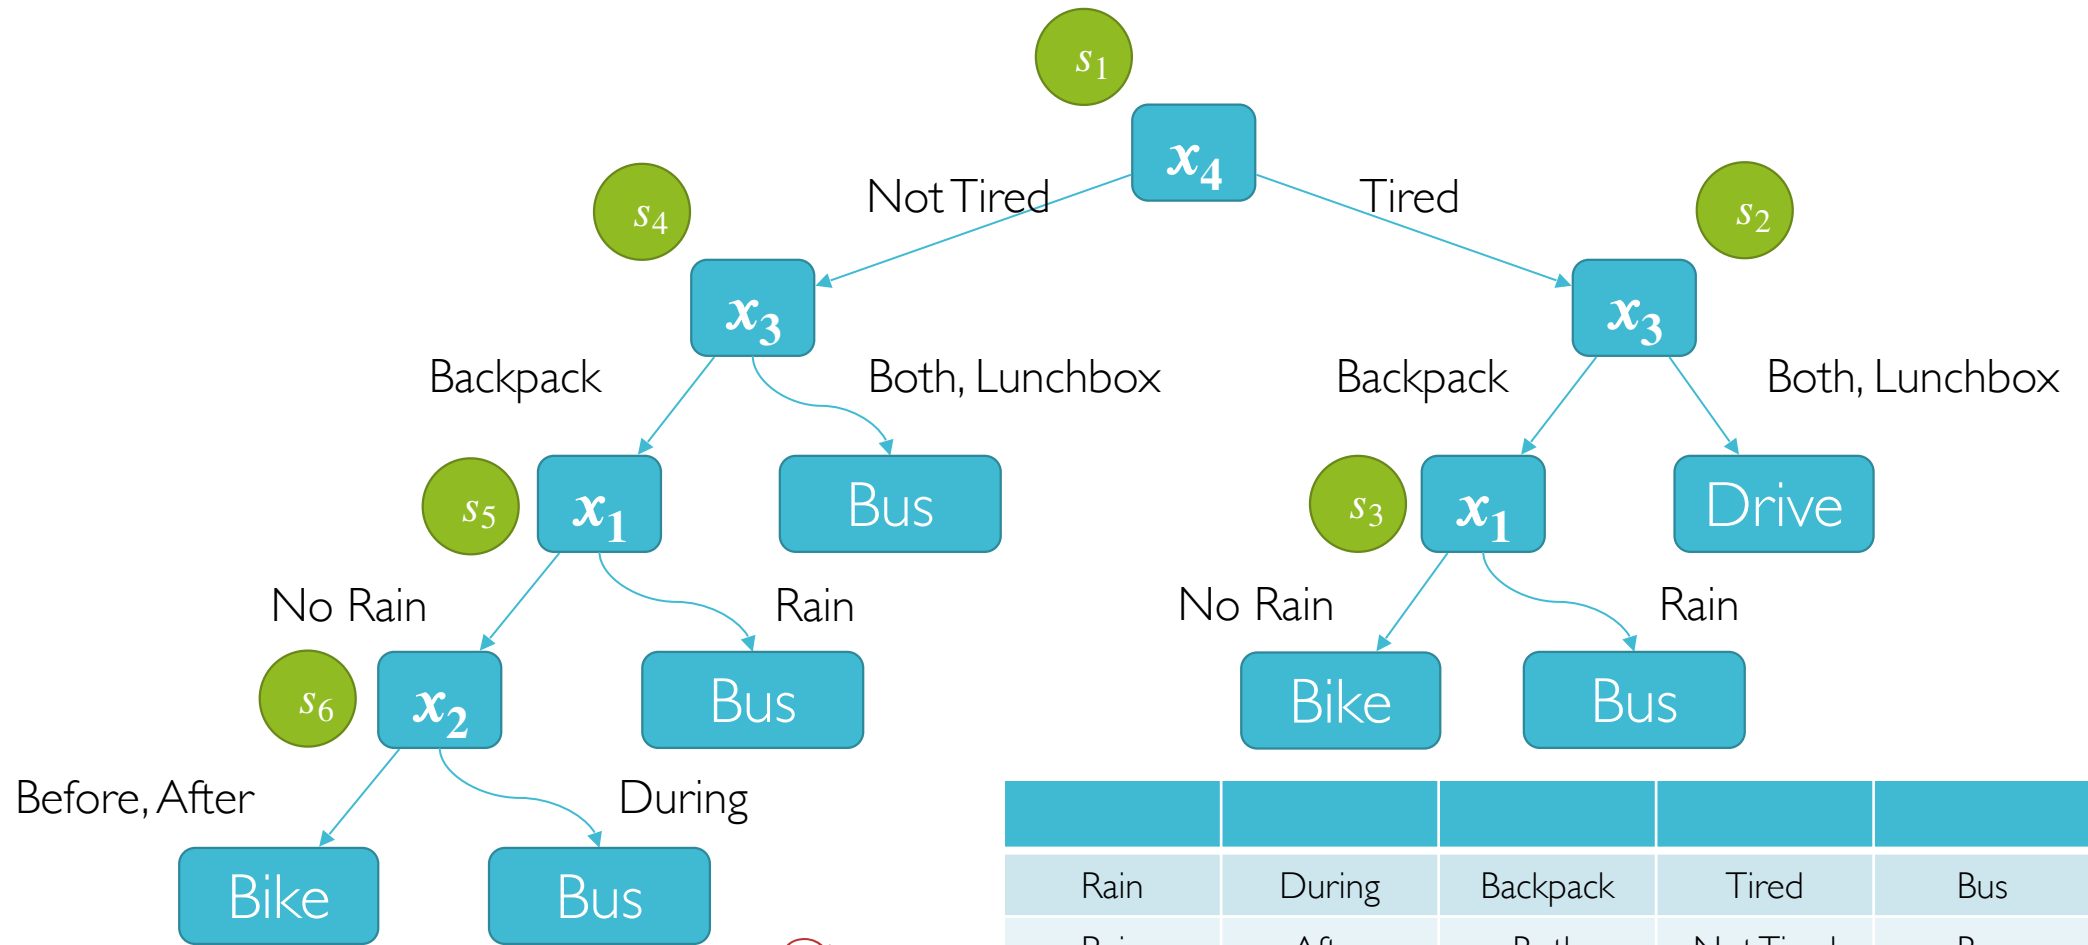 s1
x4
Not Tired
Tired
s4
s2
x3
x3
Backpack
Both, Lunchbox
Backpack
Both, Lunchbox
s5
x1
Bus
s3
x1
Drive
No Rain
Rain
No Rain
Rain
s6
x2
Bus
Bike
Bus
Before, After
During
Bike
Bus
Rain During Backpack Tired Bus